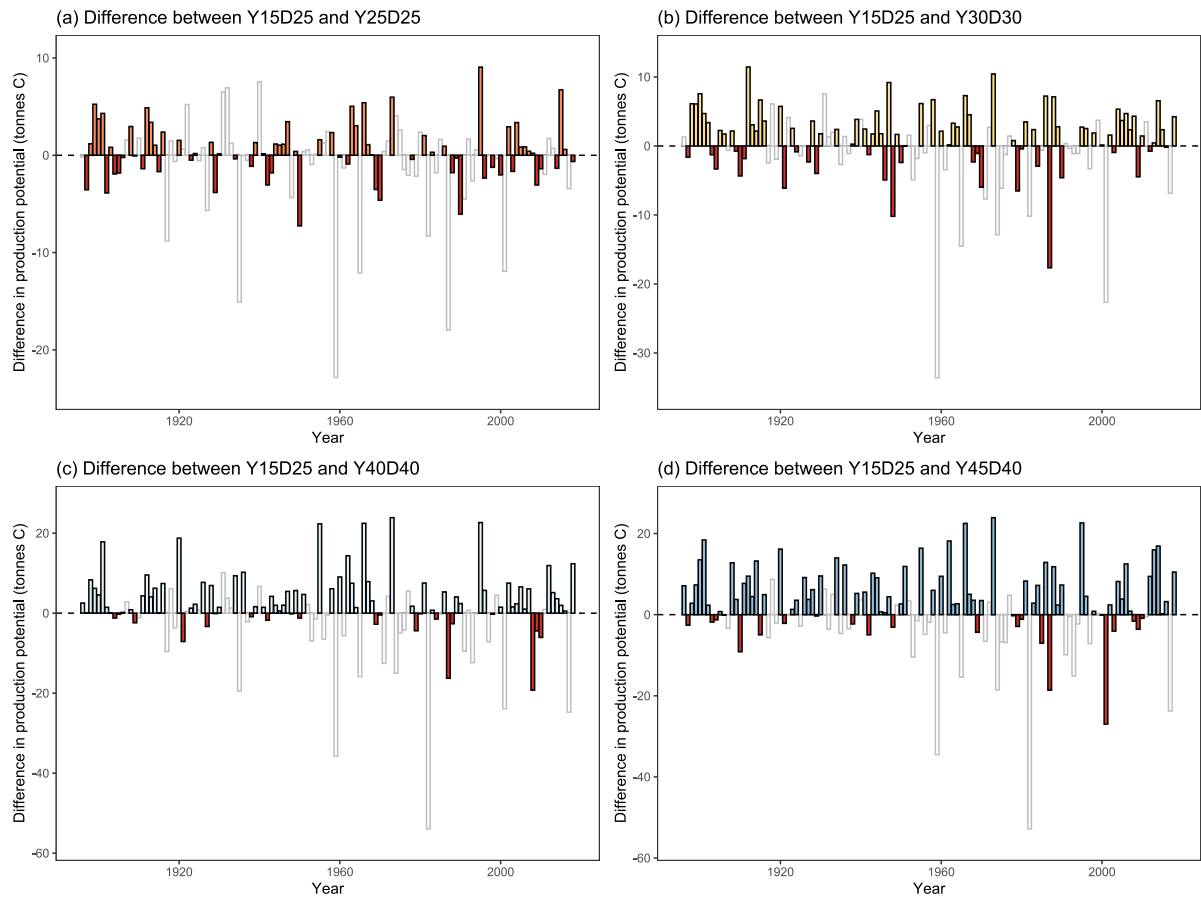 (a) Difference between Y15D25 and Y25D25
Difference in production potential (tonnes C)
10
0
-10
-20
1920
1960
2000
Year
(b) Difference between Y15D25 and Y30D30
Difference in production potential (tonnes C)
10
0
-10
-20
-30
1920
1960
2000
Year
(c) Difference between Y15D25 and Y40D40
Difference in production potential (tonnes C)
20
0
-20
-40
-60
1920
1960
2000
Year
(d) Difference between Y15D25 and Y45D40
Difference in production potential (tonnes C)
20
0
-20
-40
-60
1920
1960
2000
Year